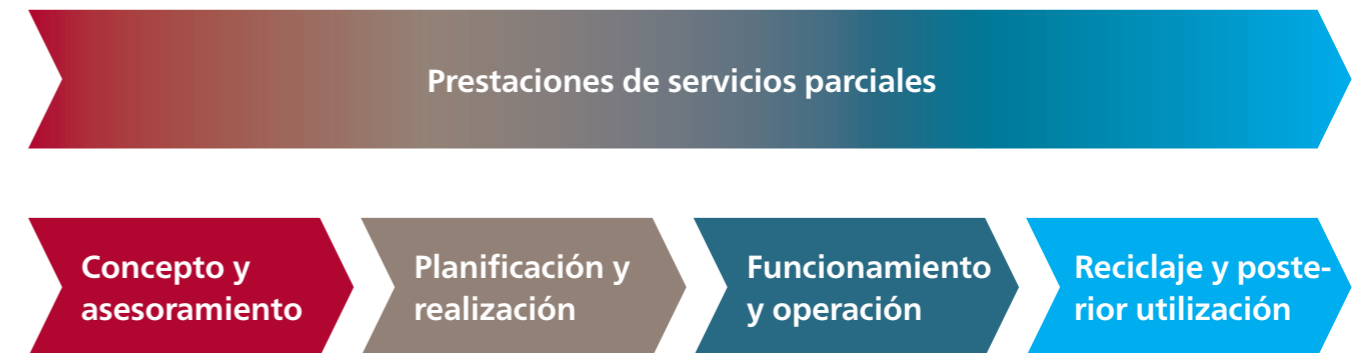 Prestaciones de servicios parciales
Concepto y
asesoramiento
Planificación y
realización
Funcionamiento
y operación
Reciclaje y poste-
rior utilización